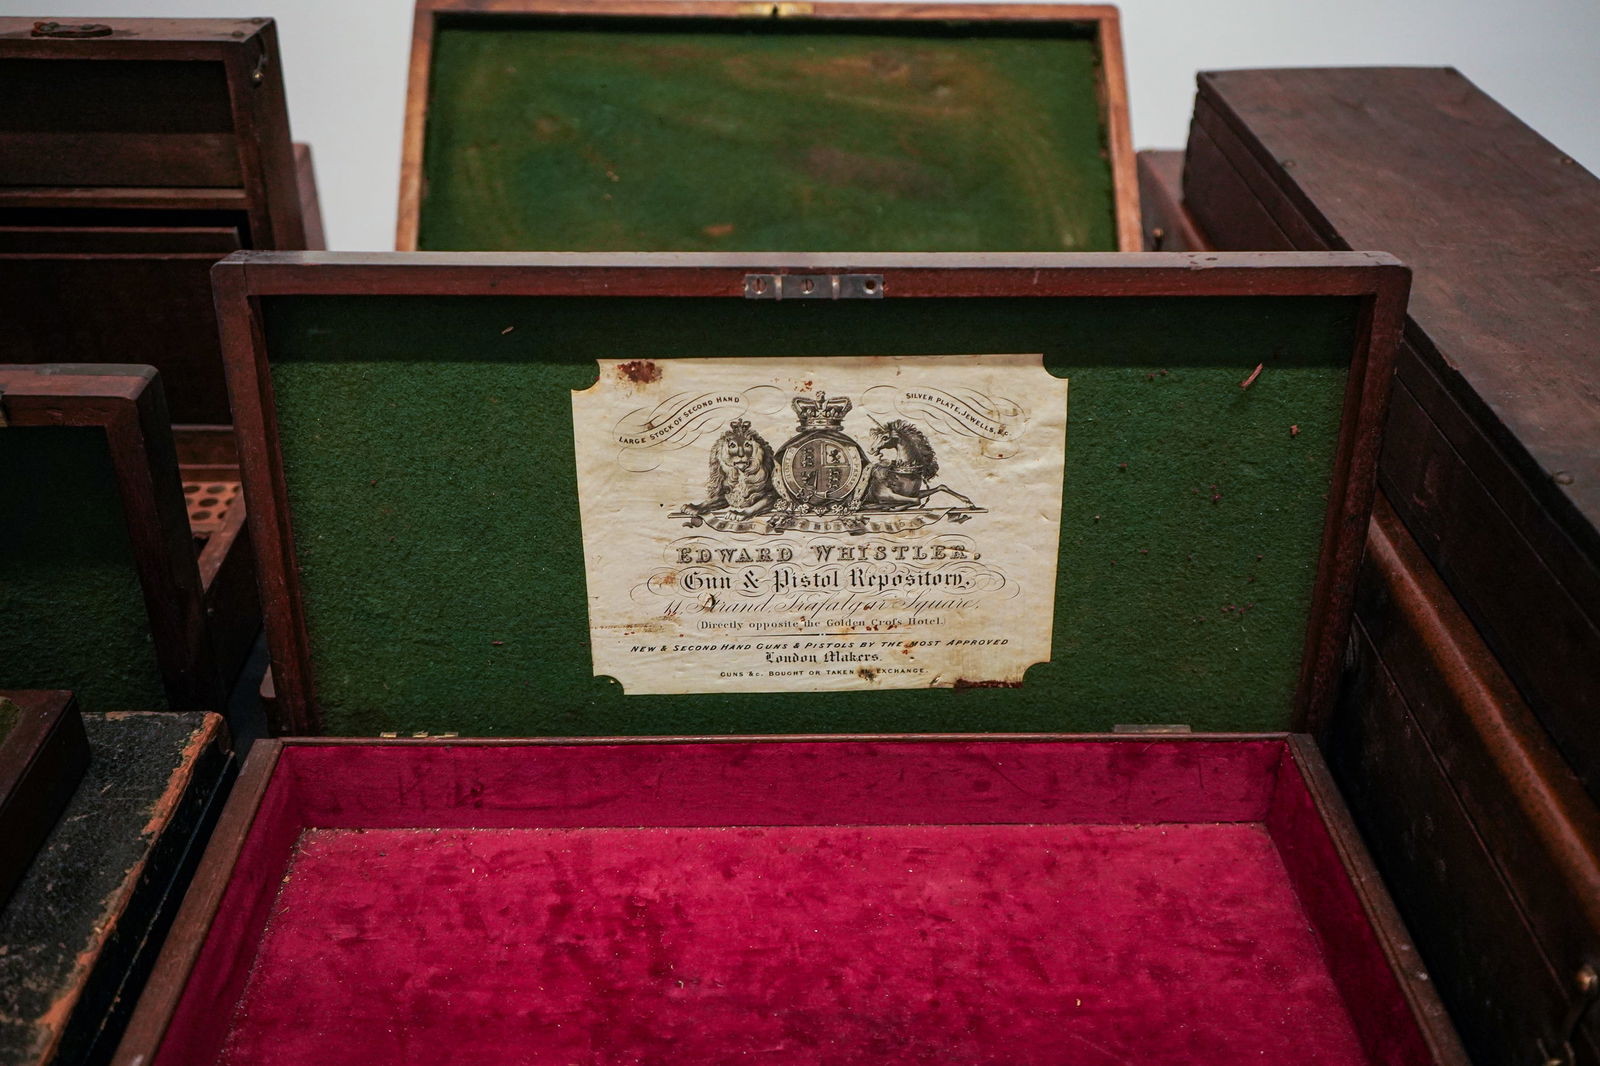 LARGE STOCK OF SECOND HAND
SILVER PLATE, JEWELLS, &c.
EDWARD WHISTLER,
Gun & Pistol Repository,
11, Strand, Trafalgar Square,
(Directly opposite the Golden Crofs Hotel.)
NEW & SECOND HAND GUNS & PISTOLS BY THE MOST APPROVED
London Makers.
GUNS &c. BOUGHT OR TAKEN IN EXCHANGE.